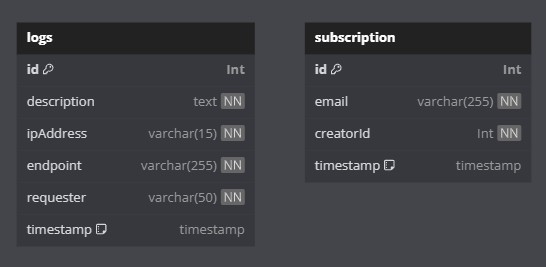 logs
id Int
description text NN
ipAddress varchar(15) NN
endpoint varchar(255) NN
requester varchar(50) NN
timestamp timestamp
subscription
id Int
email varchar(255) NN
creatorId Int NN
timestamp timestamp